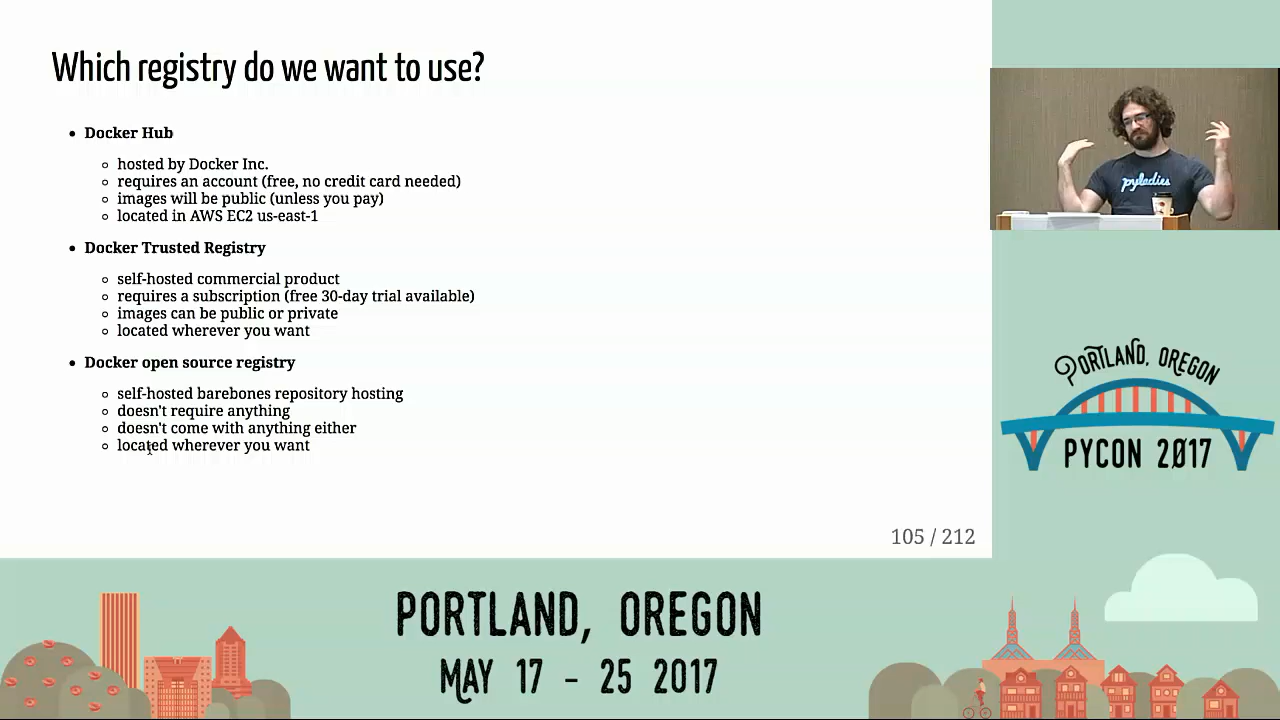 Which registry do we want to use?
Docker Hub
hosted by Docker Inc.
requires an account (free, no credit card needed)
images will be public (unless you pay)
located in AWS EC2 us-east-1
Docker Trusted Registry
self-hosted commercial product
requires a subscription (free 30-day trial available)
images can be public or private
located wherever you want
Docker open source registry
self-hosted barebones repository hosting
doesn't require anything
doesn't come with anything either
located wherever you want
105 / 212
pyladies
PORTLAND, OREGON
PYCON 2017
PORTLAND, OREGON
MAY 17 - 25 2017